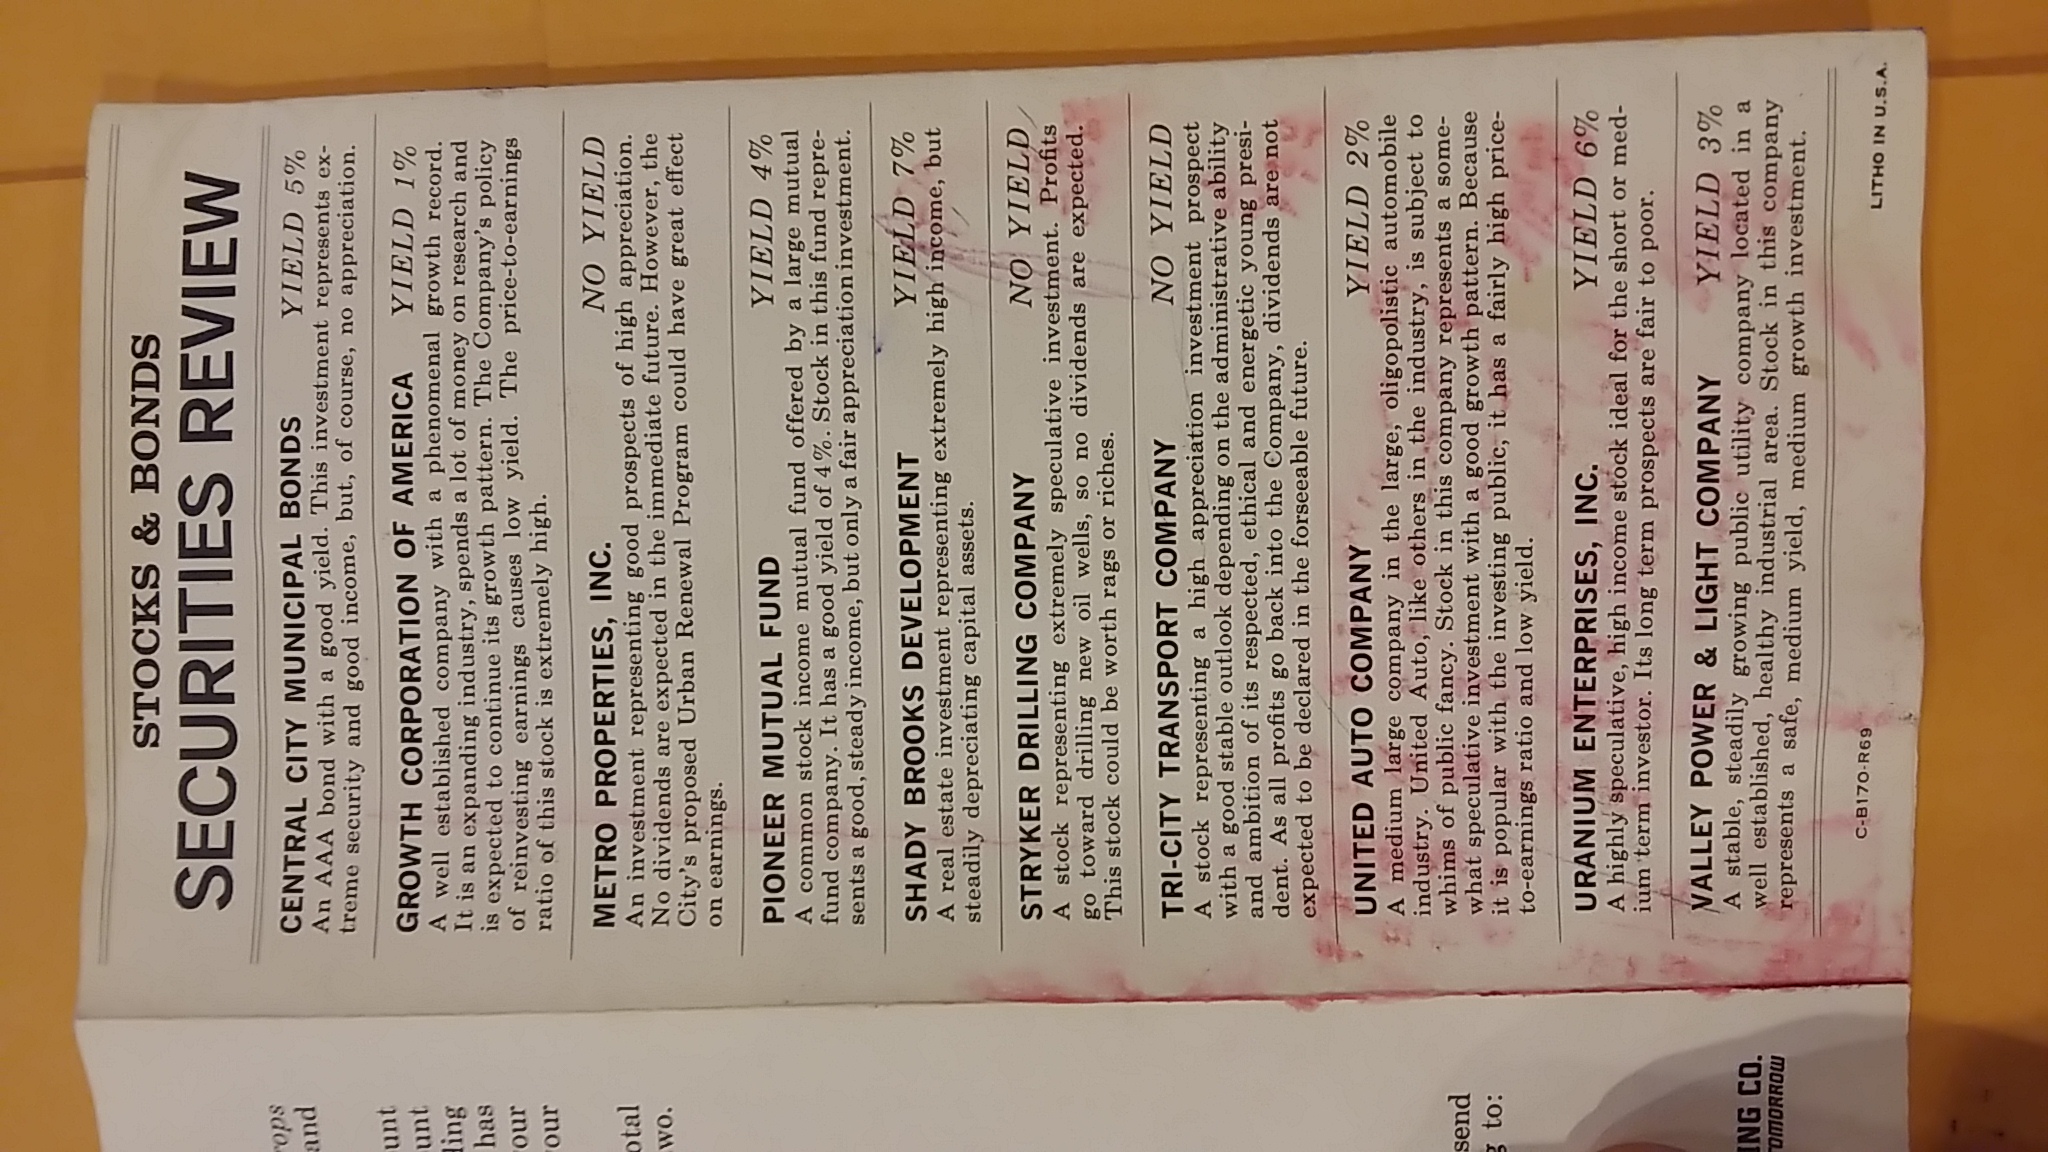 STOCKS & BONDS
SECURITIES REVIEW
CENTRAL CITY MUNICIPAL BONDS YIELD 5%
An AAA bond with a good yield. This investment represents ex-
treme security and good income, but, of course, no appreciation.
GROWTH CORPORATION OF AMERICA YIELD 1%
A well established company with a phenomenal growth record.
It is an expanding industry, spends a lot of money on research and
is expected to continue its growth pattern. The Company's policy
of reinvesting earnings causes low yield. The price-to-earnings
ratio of this stock is extremely high.
METRO PROPERTIES, INC. NO YIELD
An investment representing good prospects of high appreciation.
No dividends are expected in the immediate future. However, the
City's proposed Urban Renewal Program could have great effect
on earnings.
PIONEER MUTUAL FUND YIELD 4%
A common stock income mutual fund offered by a large mutual
fund company. It has a good yield of 4%. Stock in this fund repre-
sents a good, steady income, but only a fair appreciation investment.
SHADY BROOKS DEVELOPMENT YIELD 7%
A real estate investment representing extremely high income, but
steadily depreciating capital assets.
STRYKER DRILLING COMPANY NO YIELD
A stock representing extremely speculative investment. Profits
go toward drilling new oil wells, so no dividends are expected.
This stock could be worth rags or riches.
TRI-CITY TRANSPORT COMPANY NO YIELD
A stock representing a high appreciation investment prospect
with a good stable outlook depending on the administrative ability
and ambition of its respected, ethical and energetic young presi-
dent. As all profits go back into the Company, dividends are not
expected to be declared in the forseeable future.
UNITED AUTO COMPANY YIELD 2%
A medium large company in the large, oligopolistic automobile
industry. United Auto, like others in the industry, is subject to
whims of public fancy. Stock in this company represents a some-
what speculative investment with a good growth pattern. Because
it is popular with the investing public, it has a fairly high price-
to-earnings ratio and low yield.
URANIUM ENTERPRISES, INC. YIELD 6%
A highly speculative, high income stock ideal for the short or med-
ium term investor. Its long term prospects are fair to poor.
VALLEY POWER & LIGHT COMPANY YIELD 3%
A stable, steadily growing public utility company located in a
well established, healthy industrial area. Stock in this company
represents a safe, medium yield, medium growth investment.
C-B170-R69
LITHO IN U.S.A.
rops
and
unt
unt
ding
has
your
your
otal
two.
send
g to:
ING CO.
TOMORROW